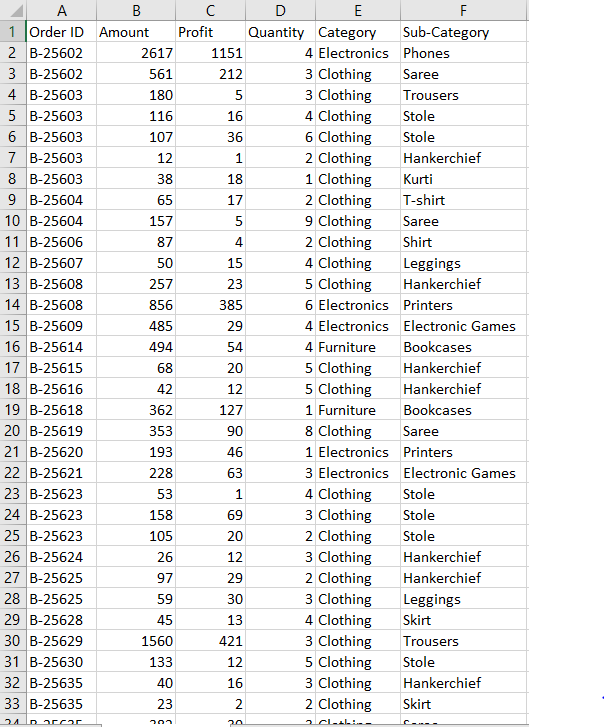 A B C D E F
1 Order ID Amount Profit Quantity Category Sub-Category
2 B-25602 2617 1151 4 Electronics Phones
3 B-25602 561 212 3 Clothing Saree
4 B-25603 180 5 3 Clothing Trousers
5 B-25603 116 16 4 Clothing Stole
6 B-25603 107 36 6 Clothing Stole
7 B-25603 12 1 2 Clothing Hankerchief
8 B-25603 38 18 1 Clothing Kurti
9 B-25604 65 17 2 Clothing T-shirt
10 B-25604 157 5 9 Clothing Saree
11 B-25606 87 4 2 Clothing Shirt
12 B-25607 50 15 4 Clothing Leggings
13 B-25608 257 23 5 Clothing Hankerchief
14 B-25608 856 385 6 Electronics Printers
15 B-25609 485 29 4 Electronics Electronic Games
16 B-25614 494 54 4 Furniture Bookcases
17 B-25615 68 20 5 Clothing Hankerchief
18 B-25616 42 12 5 Clothing Hankerchief
19 B-25618 362 127 1 Furniture Bookcases
20 B-25619 353 90 8 Clothing Saree
21 B-25620 193 46 1 Electronics Printers
22 B-25621 228 63 3 Electronics Electronic Games
23 B-25623 53 1 4 Clothing Stole
24 B-25623 158 69 3 Clothing Stole
25 B-25623 105 20 2 Clothing Stole
26 B-25624 26 12 3 Clothing Hankerchief
27 B-25625 97 29 2 Clothing Hankerchief
28 B-25625 59 30 3 Clothing Leggings
29 B-25628 45 13 4 Clothing Skirt
30 B-25629 1560 421 3 Clothing Trousers
31 B-25630 133 12 5 Clothing Stole
32 B-25635 40 16 3 Clothing Hankerchief
33 B-25635 23 2 2 Clothing Skirt